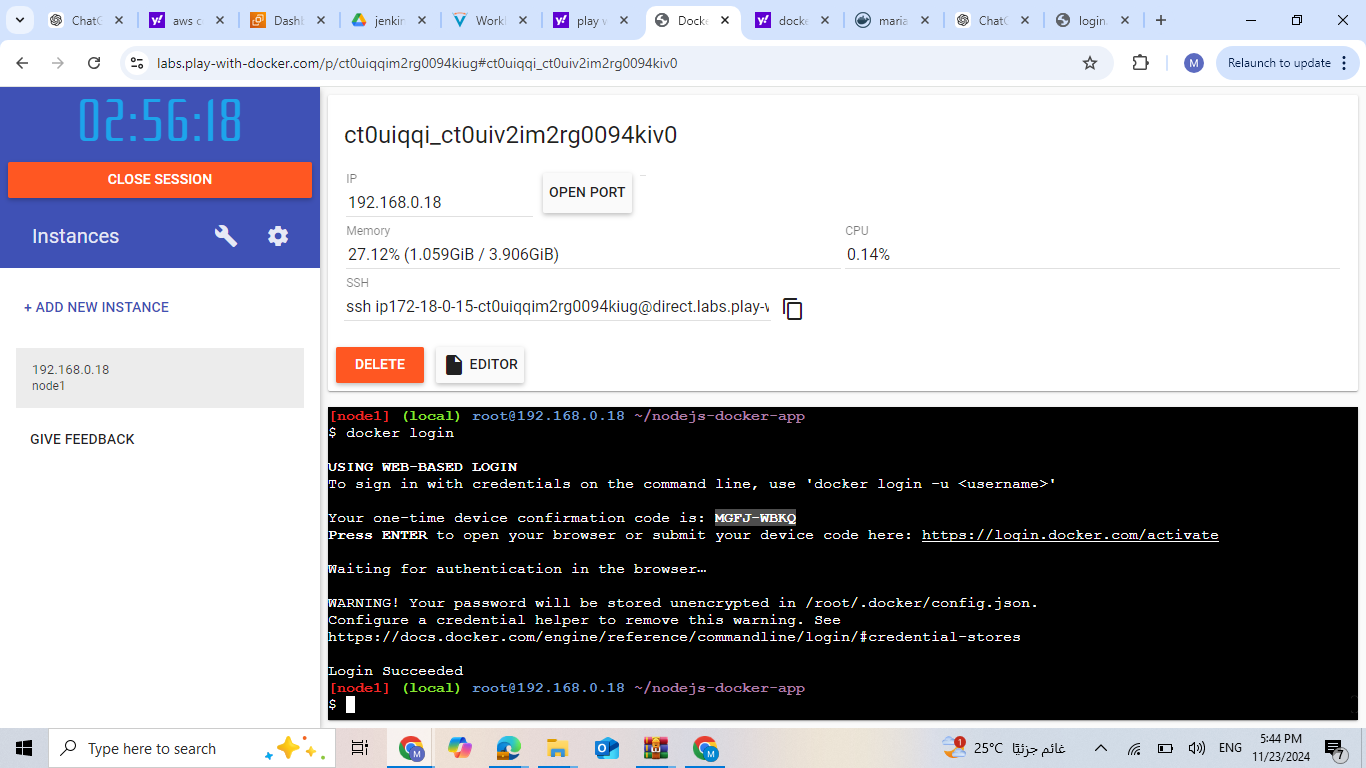 ChatG
aws c
Dashl
jenkin
Workl
play w
Docke
docke
maria
ChatG
login.
labs.play-with-docker.com/p/ct0uiqqim2rg0094kiug#ct0uiqqi_ct0uiv2im2rg0094kiv0
M
Relaunch to update
02:56:18
CLOSE SESSION
Instances
+ ADD NEW INSTANCE
192.168.0.18
node1
GIVE FEEDBACK
ct0uiqqi_ct0uiv2im2rg0094kiv0
IP
192.168.0.18
OPEN PORT
Memory
27.12% (1.059GiB / 3.906GiB)
CPU
0.14%
SSH
ssh ip172-18-0-15-ct0uiqqim2rg0094kiug@direct.labs.play-w
DELETE
EDITOR
[node1] (local) root@192.168.0.18 ~/nodejs-docker-app
$ docker login
USING WEB-BASED LOGIN
To sign in with credentials on the command line, use 'docker login -u <username>'
Your one-time device confirmation code is: MGFJ-WBKQ
Press ENTER to open your browser or submit your device code here: https://login.docker.com/activate
Waiting for authentication in the browser…
WARNING! Your password will be stored unencrypted in /root/.docker/config.json.
Configure a credential helper to remove this warning. See
https://docs.docker.com/engine/reference/commandline/login/#credential-stores
Login Succeeded
[node1] (local) root@192.168.0.18 ~/nodejs-docker-app
$
Type here to search
1
25°C غائم جزئيًا
ENG
5:44 PM
11/23/2024
7